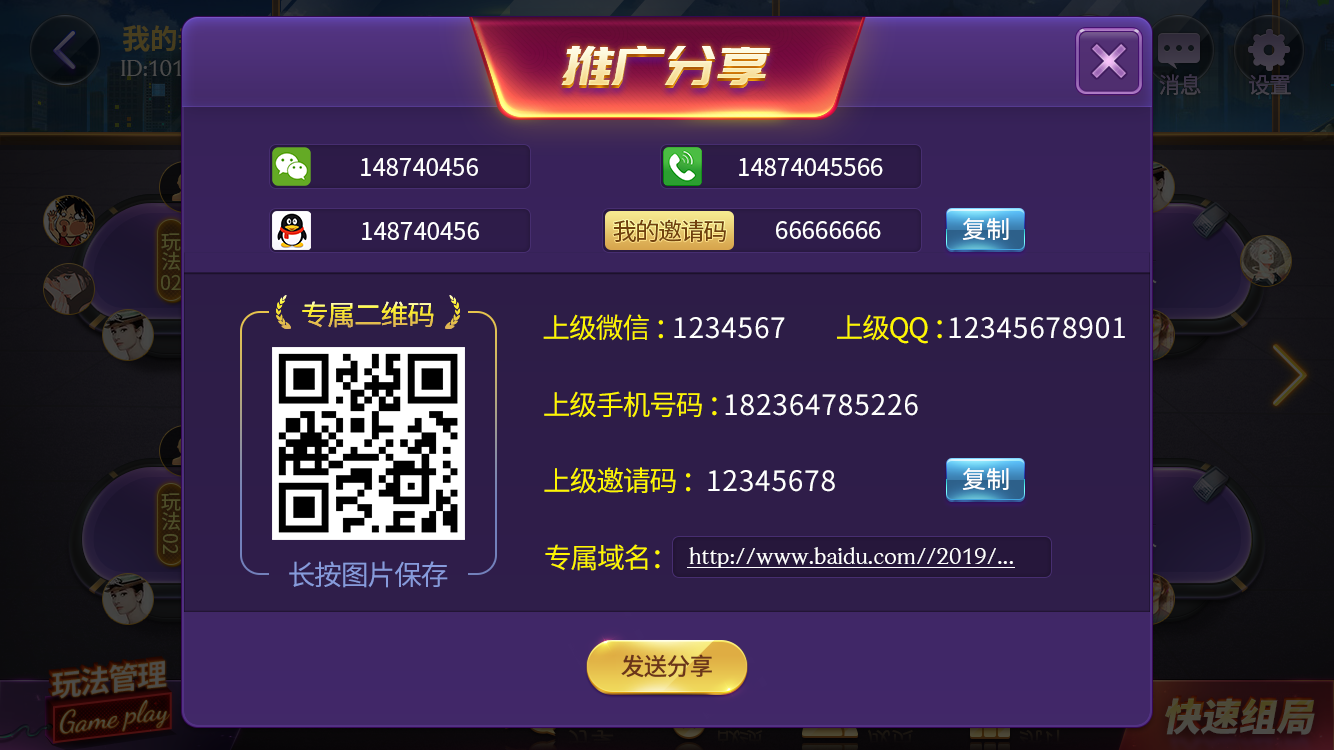 我的
ID:101
推广分享
消息
设置
148740456
14874045566
148740456
我的邀请码
66666666
复制
玩法02
专属二维码
长按图片保存
上级微信：1234567
上级QQ：12345678901
上级手机号码：182364785226
上级邀请码：12345678
复制
专属域名：
http://www.baidu.com//2019/...
玩法02
发送分享
玩法管理
Game play
快速组局